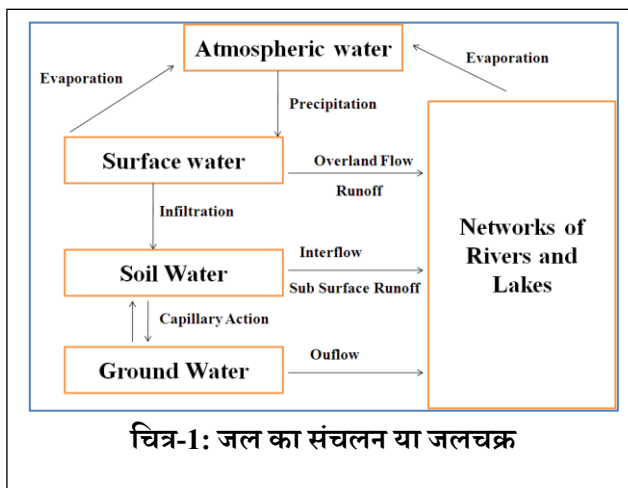 Atmospheric water
Evaporation
Evaporation
Precipitation
Surface water
Overland Flow
Runoff
Infiltration
Networks of
Rivers and
Lakes
Soil Water
Interflow
Sub Surface Runoff
Capillary Action
Ground Water
Ouflow
चित्र-1: जल का संचलन या जलचक्र